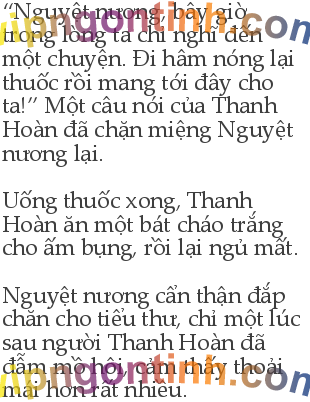 “Nguyệt nương, bây giờ
trong lòng ta chỉ nghĩ đến
một chuyện. Đi hâm nóng lại
thuốc rồi mang tới đây cho
ta!” Một câu nói của Thanh
Hoàn đã chặn miệng Nguyệt
nương lại.
Uống thuốc xong, Thanh
Hoàn ăn một bát cháo trắng
cho ấm bụng, rồi lại ngủ mất.
Nguyệt nương cẩn thận đắp
chăn cho tiểu thư, chỉ một lúc
sau người Thanh Hoàn đã
đẫm mồ hôi, cảm thấy thoải
mái hơn rất nhiều.
vipngontinh.com
vipngontinh.com